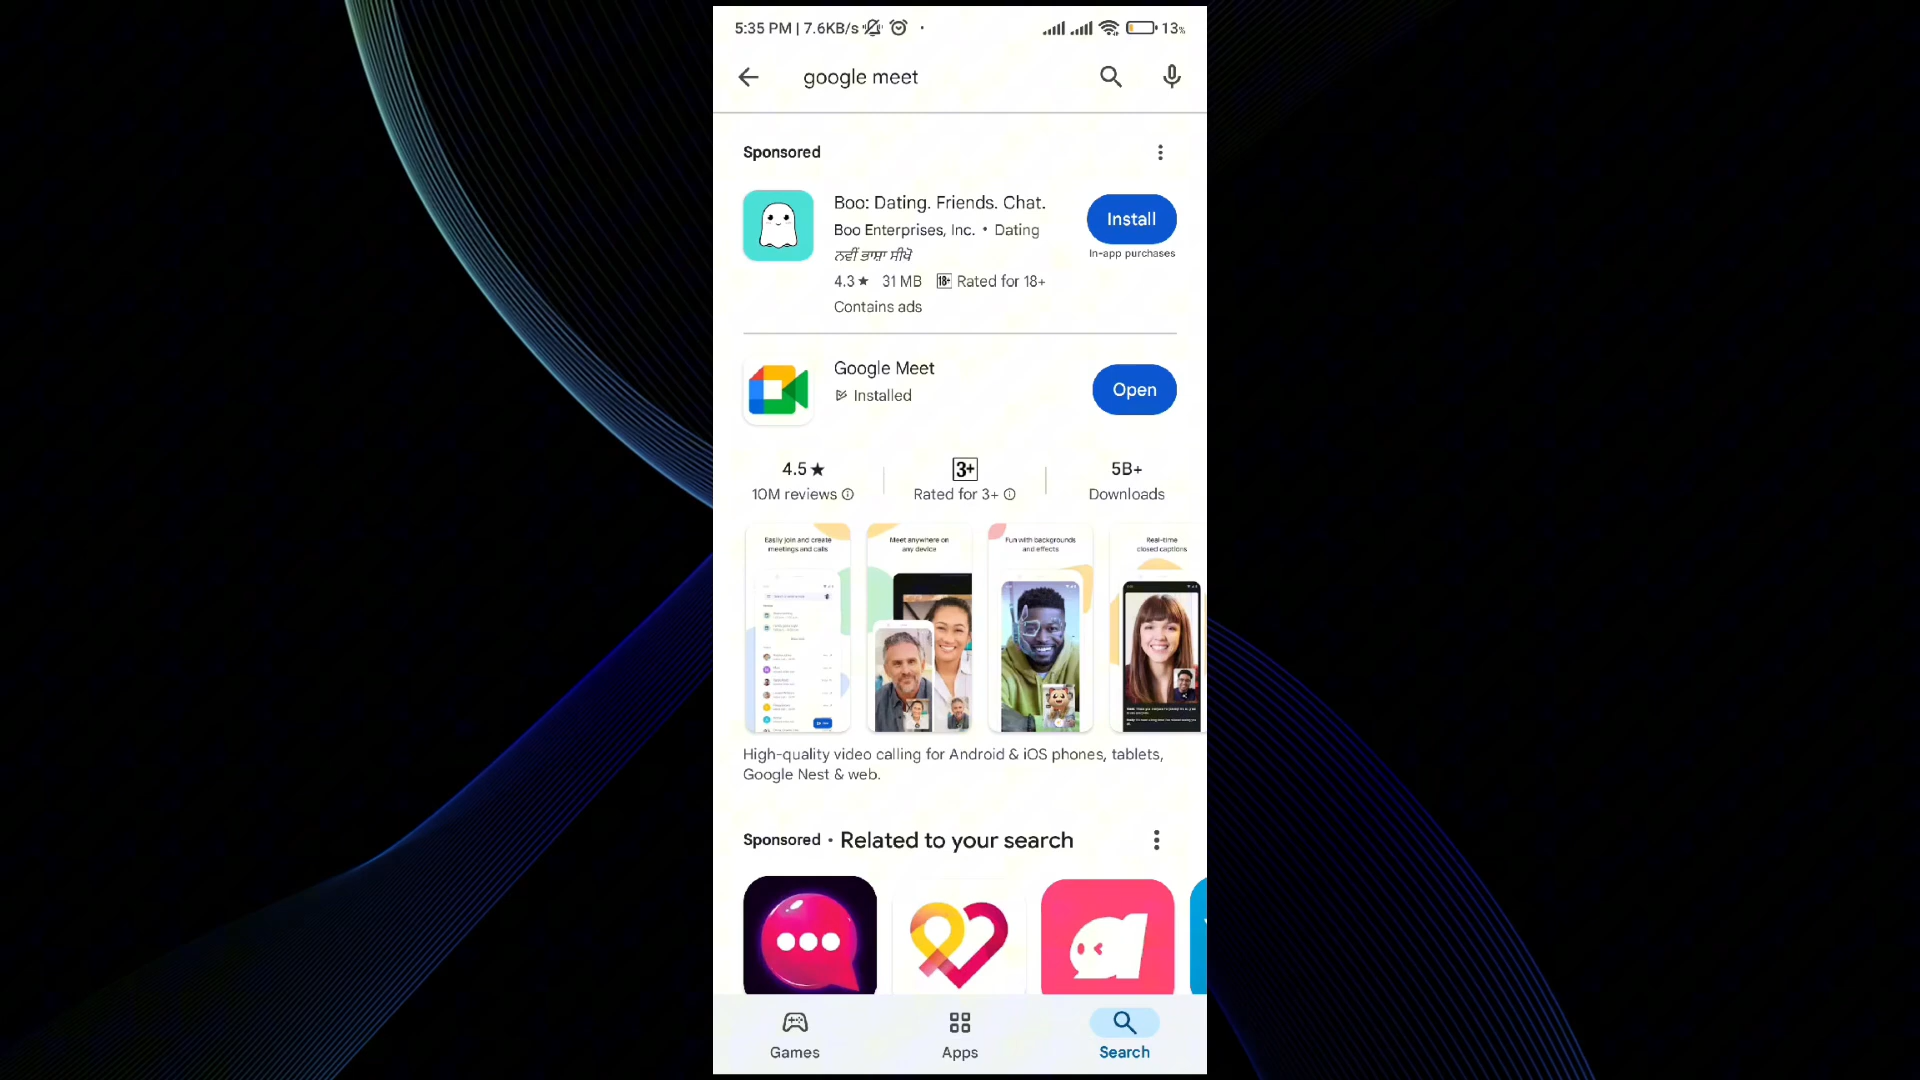 5:35 PM | 7.6KB/s
13%
google meet
Sponsored
Boo: Dating. Friends. Chat.
Install
Boo Enterprises, Inc. • Dating
In-app purchases
ਨਵੀਂ ਭਾਸ਼ਾ ਸੀਖੋ
4.3★ 31 MB 18+ Rated for 18+
Contains ads
Google Meet
Installed
Open
4.5★ 3+ 5B+
10M reviews Rated for 3+ Downloads
Easily join and create
meetings and calls
Meet anywhere on
any device
Fun with backgrounds
and effects
Real-time
closed captions
High-quality video calling for Android & iOS phones, tablets,
Google Nest & web.
Sponsored • Related to your search
Games Apps Search